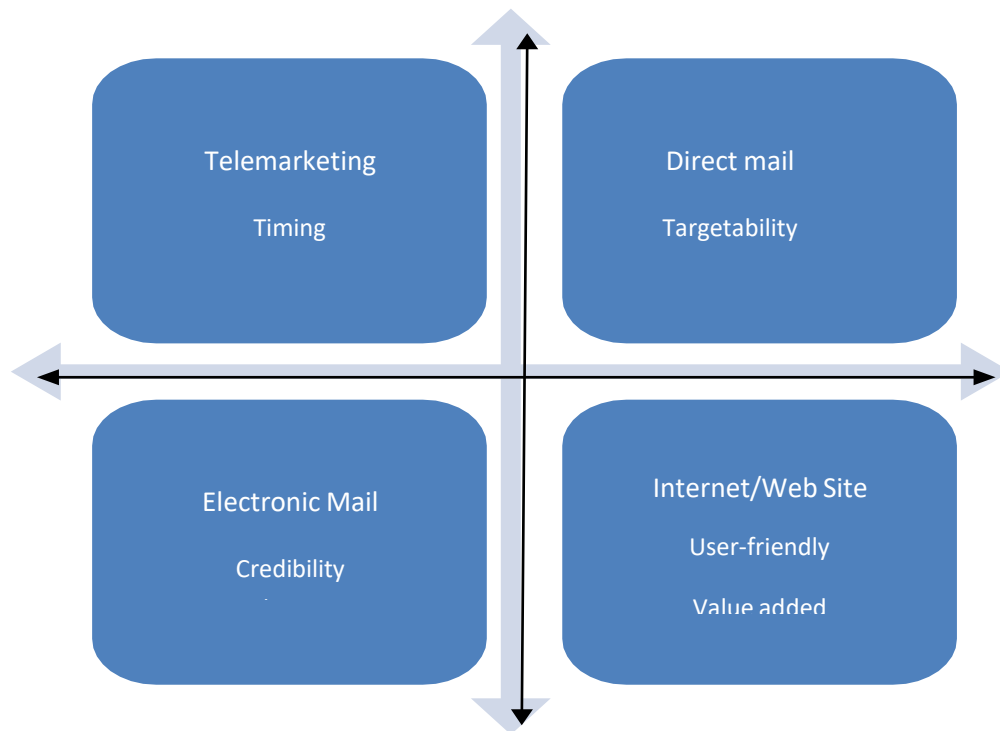 Telemarketing
Timing
Direct mail
Targetability
Electronic Mail
Credibility
Internet/Web Site
User-friendly
Value added